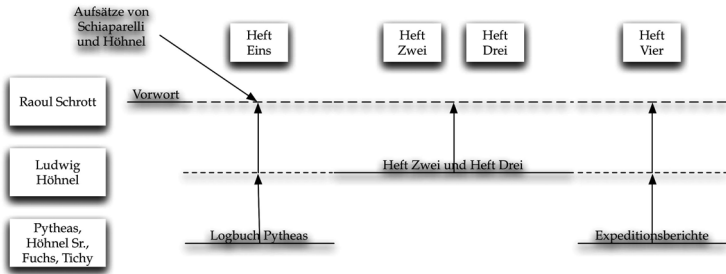 Aufsätze von
Schiaparelli
und Höhnel
Heft
Eins
Heft
Zwei
Heft
Drei
Heft
Vier
Raoul Schrott
Vorwort
Ludwig
Höhnel
Heft Zwei und Heft Drei
Pytheas,
Höhnel Sr.,
Fuchs, Tichy
Logbuch Pytheas
Expeditionsberichte